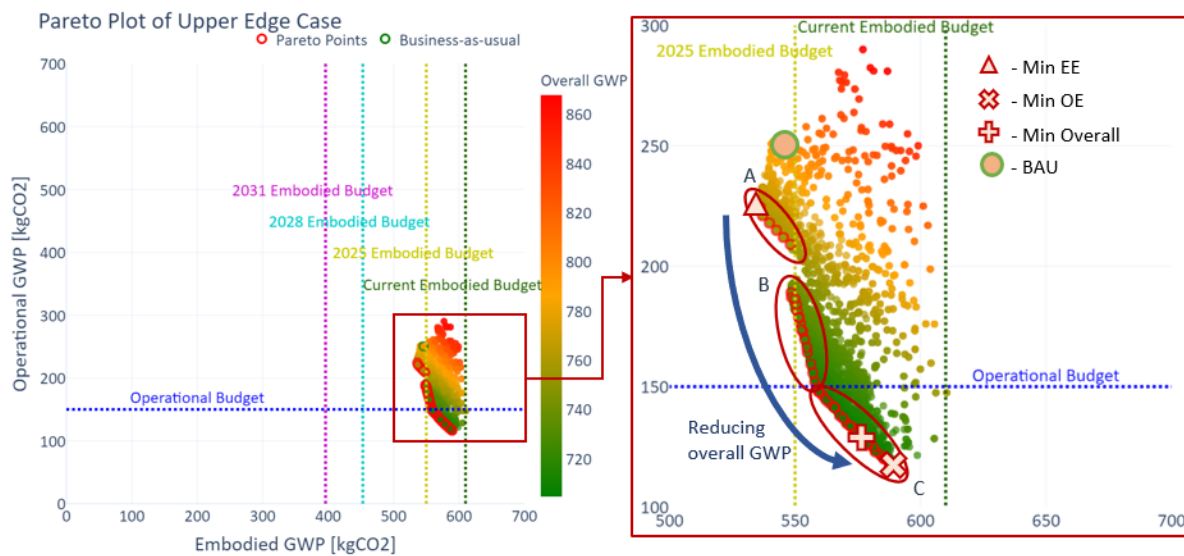 Pareto Plot of Upper Edge Case
Pareto Points
Business-as-usual
Overall GWP
700
600
500
400
300
200
100
0
Operational GWP [kgCO2]
0
100
200
300
400
500
600
700
Embodied GWP [kgCO2]
2031 Embodied Budget
2028 Embodied Budget
2025 Embodied Budget
Current Embodied Budget
Operational Budget
860
840
820
800
780
760
740
720
300
250
200
150
100
500
550
600
650
700
Current Embodied Budget
2025 Embodied Budget
- Min EE
- Min OE
- Min Overall
- BAU
A
B
C
Operational Budget
Reducing
overall GWP